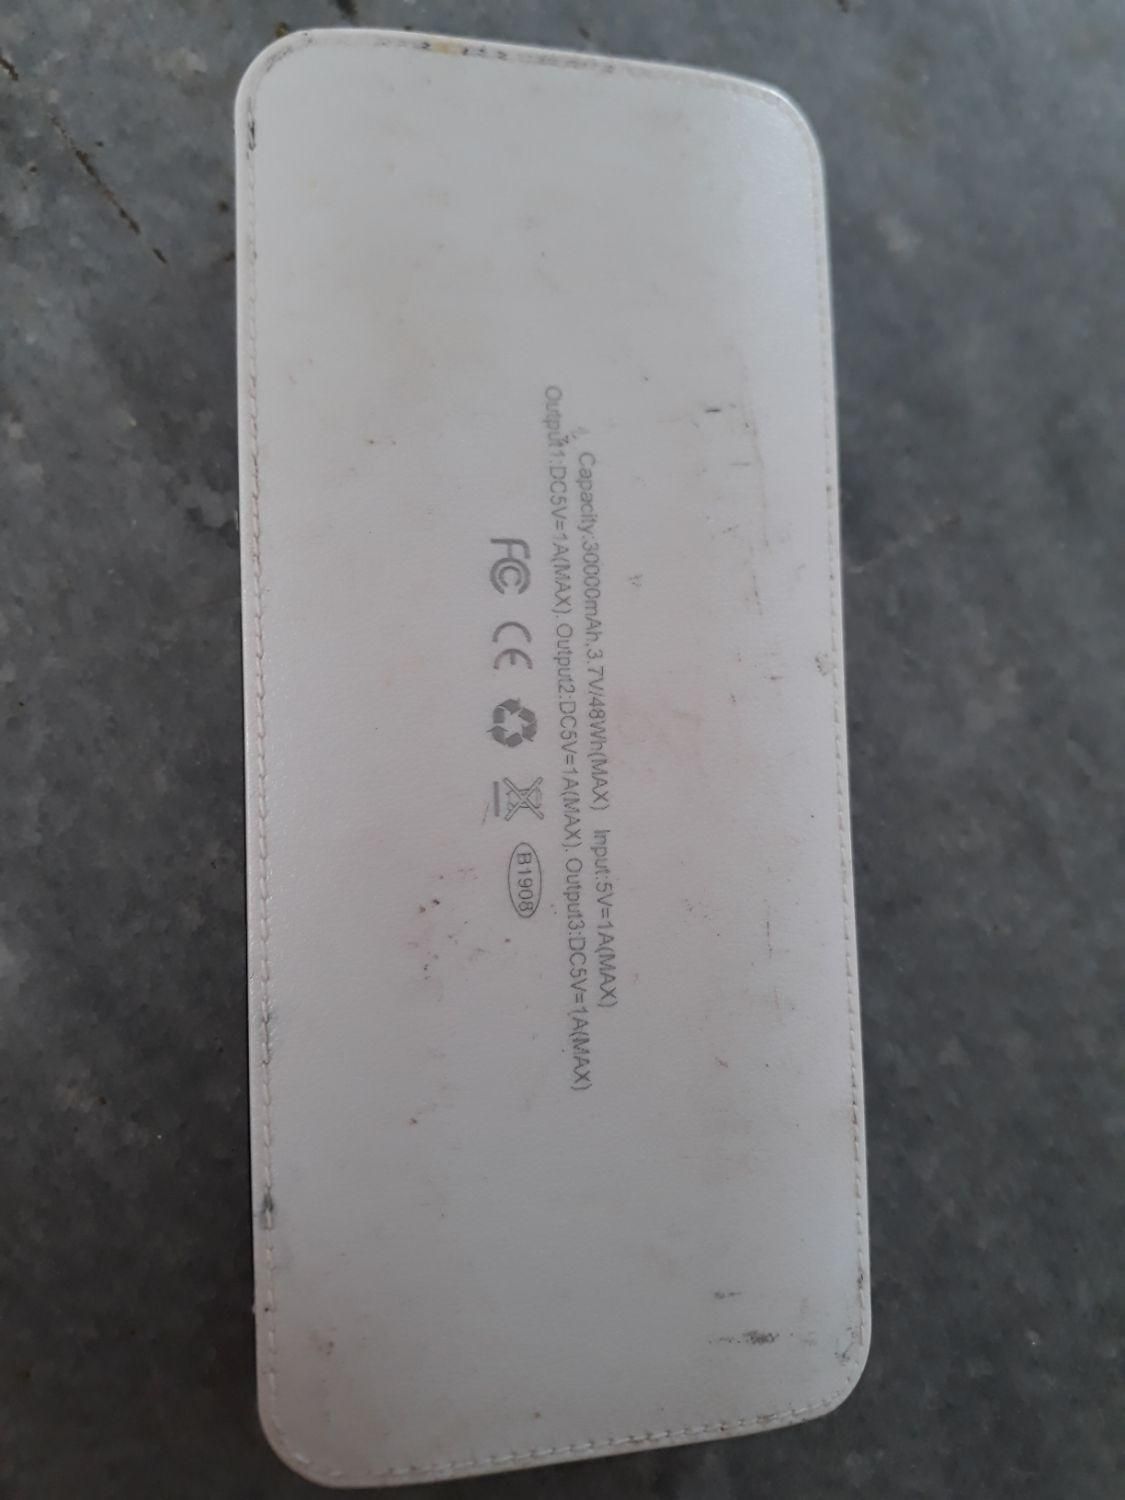 Capacity:30000mAh,3.7V/48Wh(MAX) Input:5V=1A(MAX)
Output1:DC5V=1A(MAX). Output2:DC5V=1A(MAX). Output3:DC5V=1A(MAX)
FC CE B1908